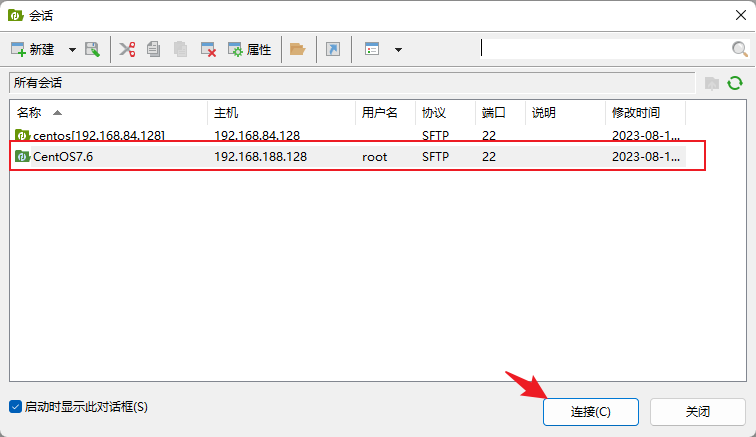 会话
新建 属性
所有会话
名称 主机 用户名 协议 端口 说明 修改时间
centos[192.168.84.128] 192.168.84.128 SFTP 22 2023-08-1...
CentOS7.6 192.168.188.128 root SFTP 22 2023-08-1...
启动时显示此对话框(S) 连接(C) 关闭